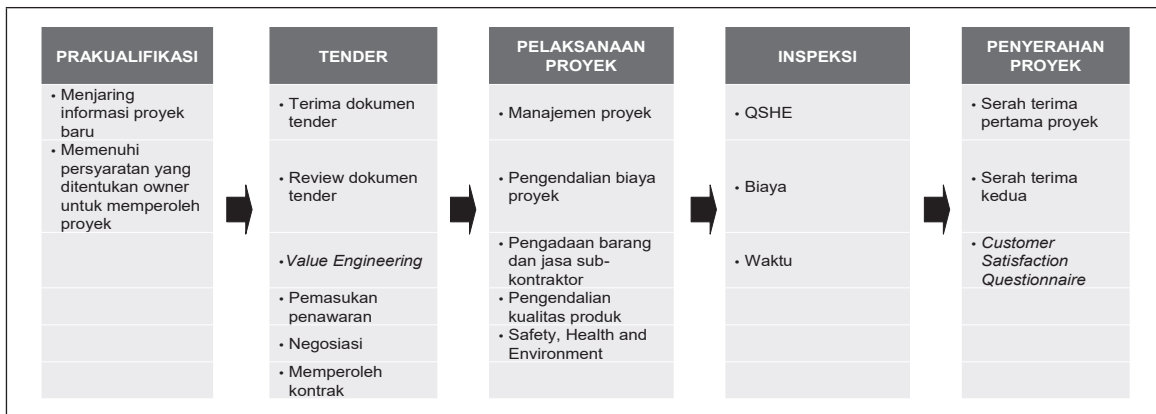 PRAKUALIFIKASI
• Menjaring
informasi proyek
baru
• Memenuhi
persyaratan yang
ditentukan owner
untuk memperoleh
proyek
TENDER
• Terima dokumen
tender
• Review dokumen
tender
•Value Engineering
• Pemasukan
penawaran
• Negosiasi
• Memperoleh
kontrak
PELAKSANAAN
PROYEK
• Manajemen proyek
• Pengendalian biaya
proyek
• Pengadaan barang
dan jasa sub-
kontraktor
• Pengendalian
kualitas produk
• Safety, Health and
Environment
INSPEKSI
• QSHE
• Biaya
• Waktu
PENYERAHAN
PROYEK
• Serah terima
pertama proyek
• Serah terima
kedua
• Customer
Satisfaction
Questionnaire